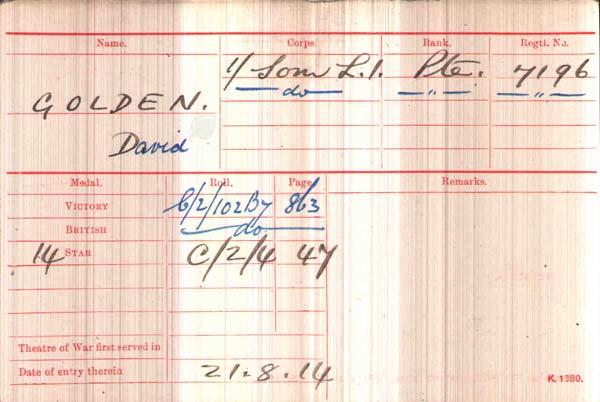 Name. Corps. Rank. Regtl. No.
1/ Som L.I. Pte. 7196
GOLDEN. do " "
David
Medal. Roll. Page Remarks.
VICTORY C/2/102B7 863
BRITISH do
14 STAR C/2/4 47
Theatre of War first served in
Date of entry therein 21.8.14
K. 1380.